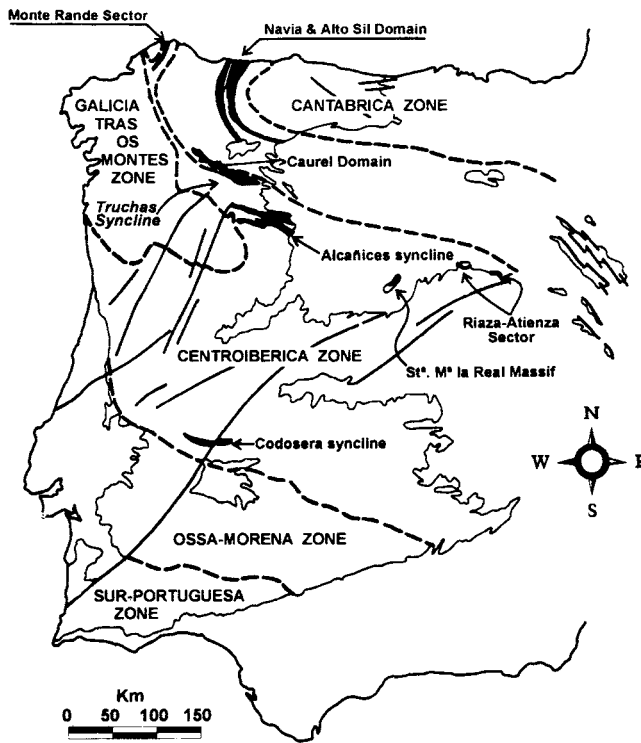 Monte Rande Sector
Navia & Alto Sil Domain
GALICIA
TRAS
OS
MONTES
ZONE
CANTABRICA ZONE
Caurel Domain
Truchas
Syncline
Alcañices syncline
Riaza-Atienza
Sector
CENTROIBERICA ZONE
Stª. Mª la Real Massif
Codosera syncline
N
W
E
S
OSSA-MORENA ZONE
SUR-PORTUGUESA
ZONE
Km
0 50 100 150